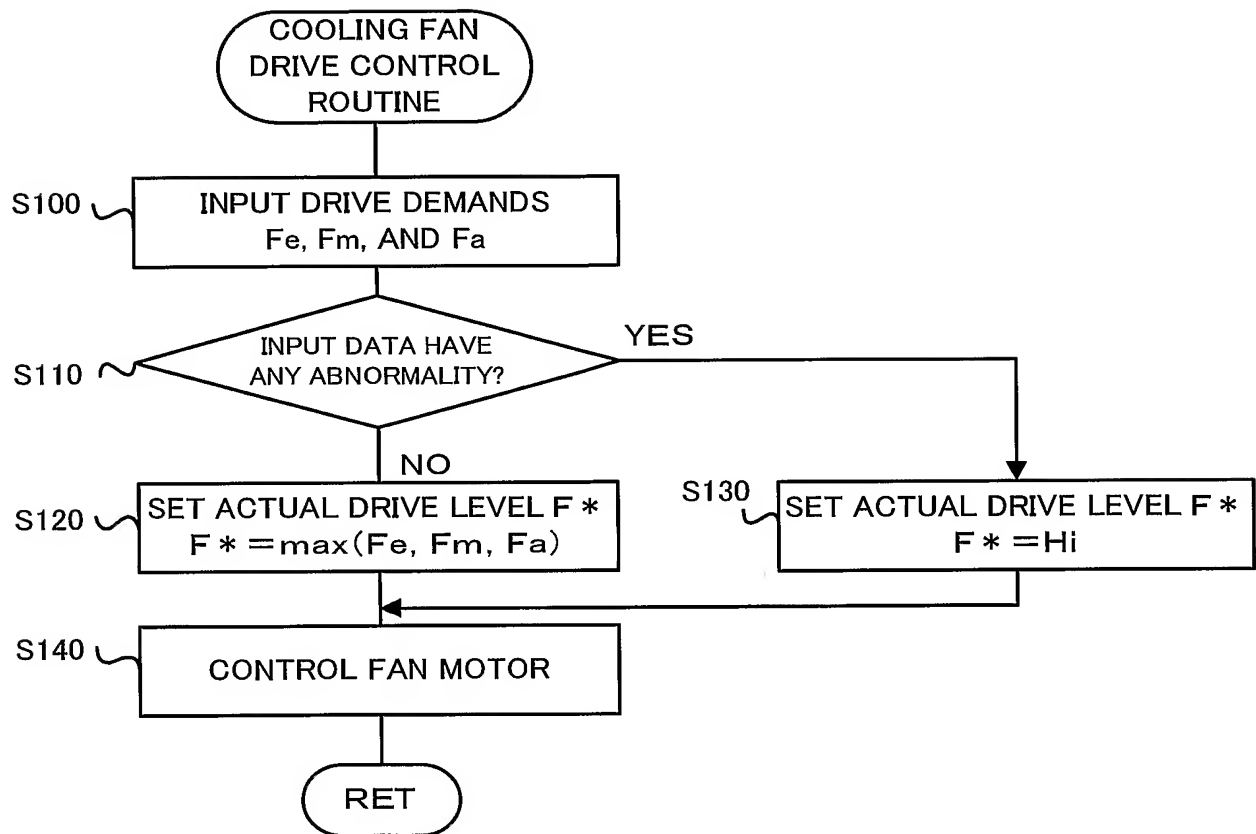 COOLING FAN
DRIVE CONTROL
ROUTINE
S100
INPUT DRIVE DEMANDS
Fe, Fm, AND Fa
S110
INPUT DATA HAVE
ANY ABNORMALITY?
YES
NO
S120
SET ACTUAL DRIVE LEVEL F *
F * =max(Fe, Fm, Fa)
S130
SET ACTUAL DRIVE LEVEL F *
F * =Hi
S140
CONTROL FAN MOTOR
RET